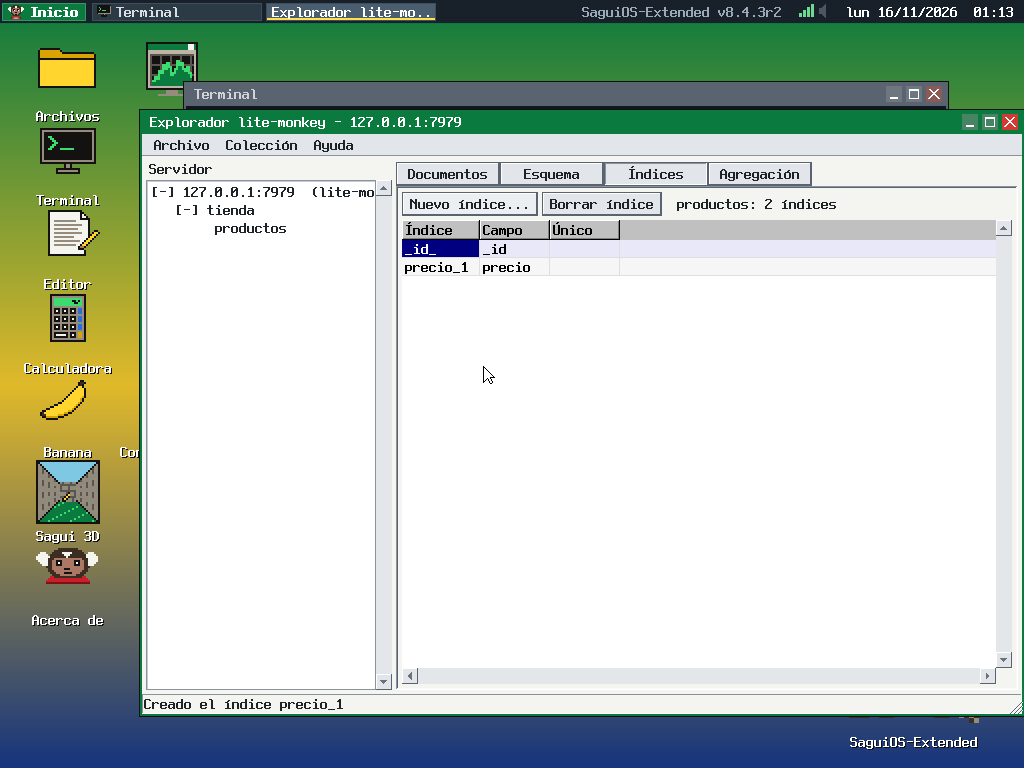 Inicio
Terminal
Explorador lite-mo..
SaguiOS-Extended v8.4.3r2
lun 16/11/2026 01:13
Archivos
Terminal
Editor
Calculadora
Banana
Sagui 3D
Acerca de
Terminal
Explorador lite-monkey - 127.0.0.1:7979
Archivo Colección Ayuda
Servidor
[-] 127.0.0.1:7979 (lite-mo
[-] tienda
productos
Documentos Esquema Índices Agregación
Nuevo índice... Borrar índice productos: 2 índices
Índice Campo Único
_id_ _id
precio_1 precio
Creado el índice precio_1
SaguiOS-Extended